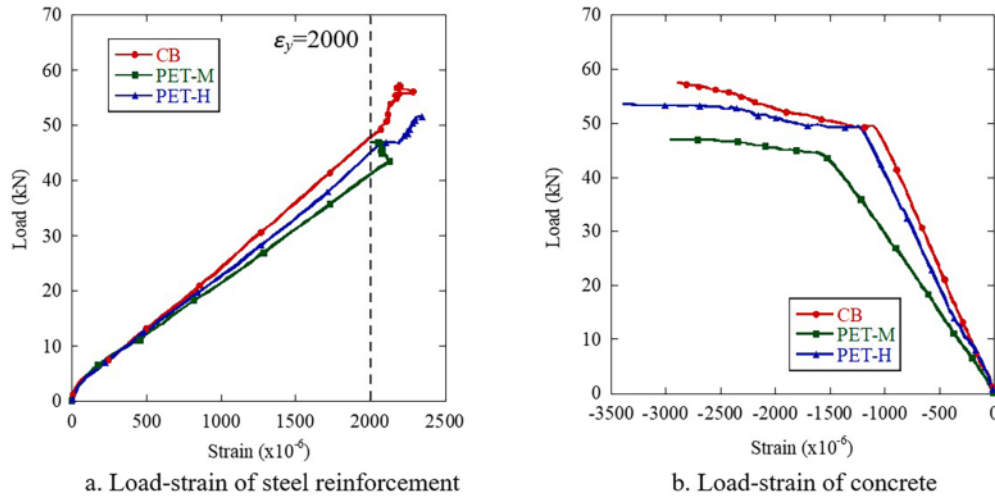 70
60
50
40
30
20
10
0
Load (kN)
εy=2000
CB
PET-M
PET-H
0 500 1000 1500 2000 2500
Strain (x10-6)
a. Load-strain of steel reinforcement
70
60
50
40
30
20
10
0
Load (kN)
CB
PET-M
PET-H
-3500 -3000 -2500 -2000 -1500 -1000 -500 0
Strain (x10-6)
b. Load-strain of concrete